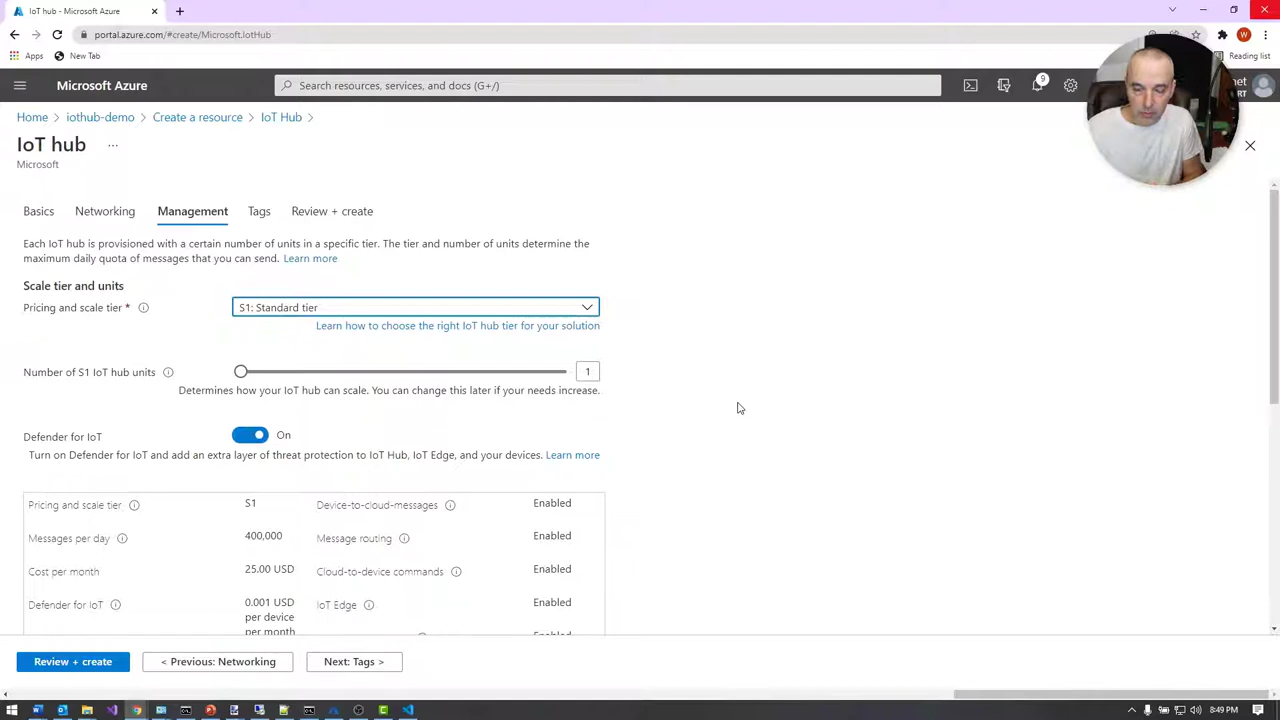 IoT hub - Microsoft Azure
portal.azure.com/#create/Microsoft.IotHub
W
Apps
New Tab
Reading list
Microsoft Azure
Search resources, services, and docs (G+/)
9
Home > iothub-demo > Create a resource > IoT Hub >
IoT hub ...
Microsoft
Basics Networking Management Tags Review + create
Each IoT hub is provisioned with a certain number of units in a specific tier. The tier and number of units determine the
maximum daily quota of messages that you can send. Learn more
Scale tier and units
Pricing and scale tier * S1: Standard tier
Learn how to choose the right IoT hub tier for your solution
Number of S1 IoT hub units 1
Determines how your IoT hub can scale. You can change this later if your needs increase.
Defender for IoT On
Turn on Defender for IoT and add an extra layer of threat protection to IoT Hub, IoT Edge, and your devices. Learn more
Pricing and scale tier S1 Device-to-cloud-messages Enabled
Messages per day 400,000 Message routing Enabled
Cost per month 25.00 USD Cloud-to-device commands Enabled
Defender for IoT 0.001 USD IoT Edge Enabled
per device
per month
Review + create < Previous: Networking Next: Tags >
8:49 PM